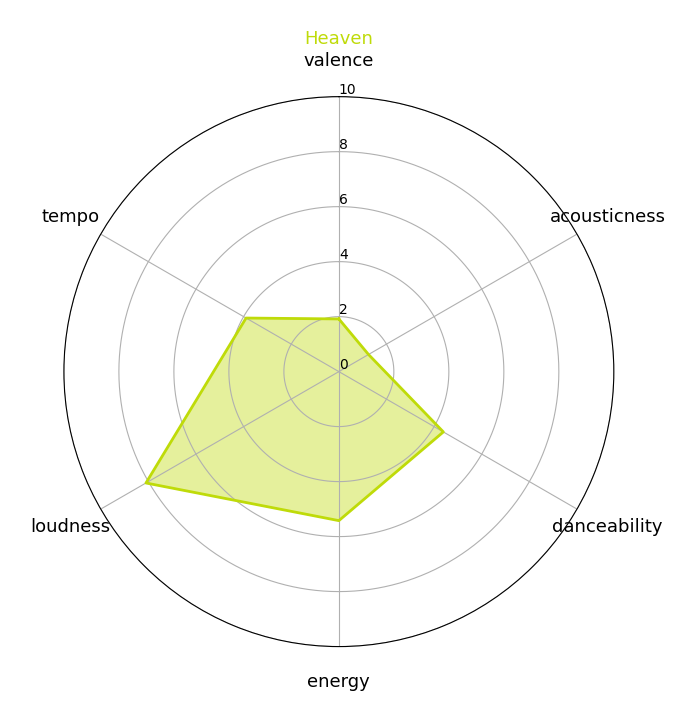 Heaven
valence
10
8
6
4
2
0
tempo
acousticness
loudness
danceability
energy